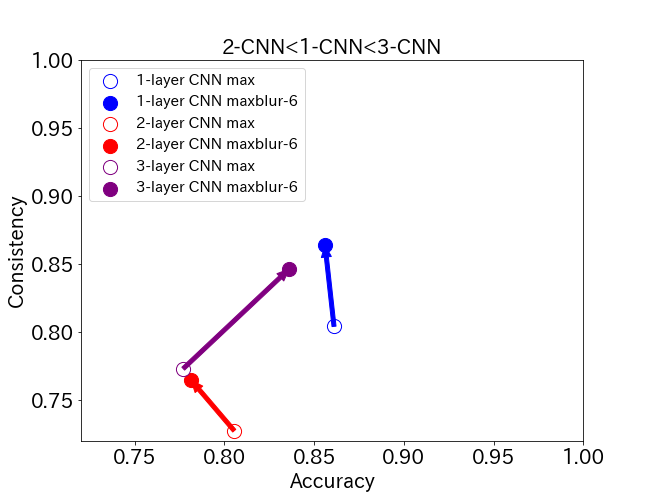 2-CNN<1-CNN<3-CNN
1.00
0.95
0.90
0.85
0.80
0.75
Consistency
1-layer CNN max
1-layer CNN maxblur-6
2-layer CNN max
2-layer CNN maxblur-6
3-layer CNN max
3-layer CNN maxblur-6
0.75 0.80 0.85 0.90 0.95 1.00
Accuracy